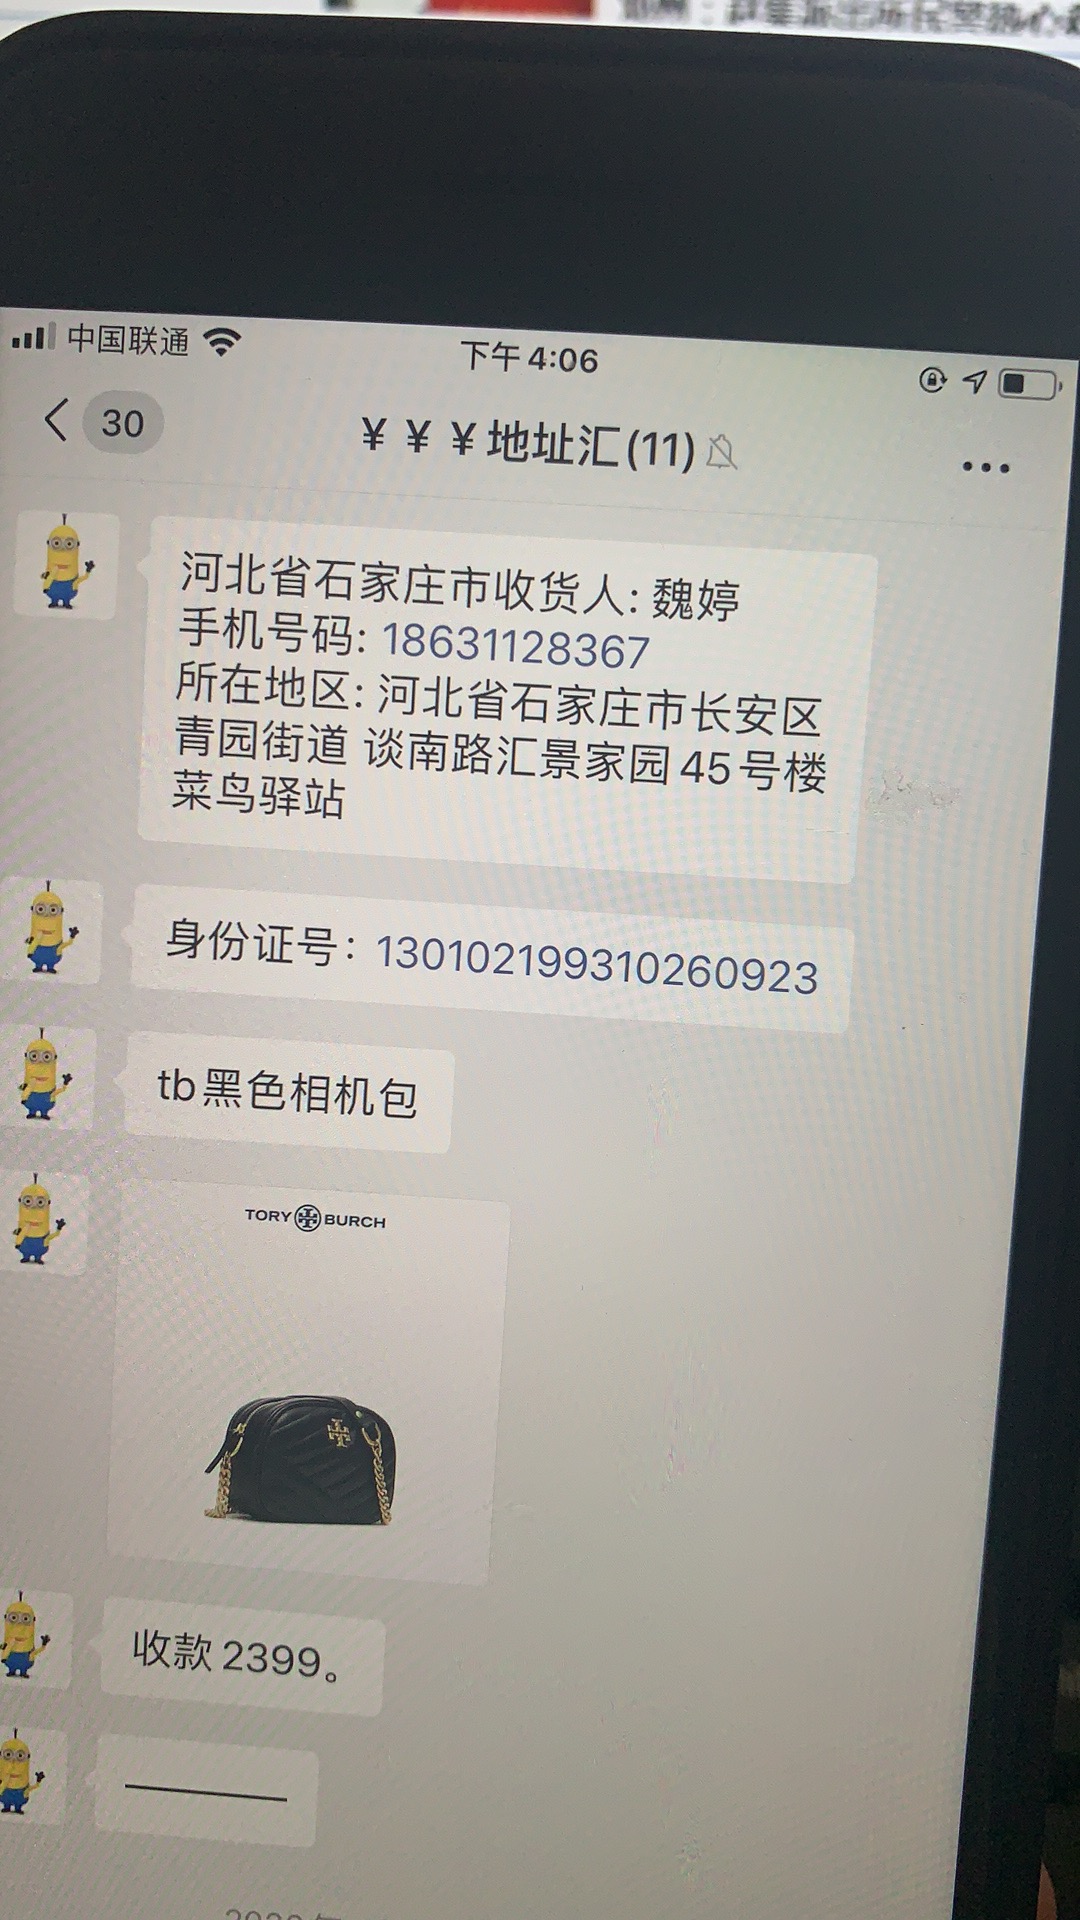 中国联通
下午4:06
30
¥ ¥ ¥地址汇(11)
河北省石家庄市收货人: 魏婷
手机号码: 18631128367
所在地区: 河北省石家庄市长安区
青园街道 谈南路汇景家园45号楼
菜鸟驿站
身份证号: 130102199310260923
tb黑色相机包
TORY BURCH
收款2399。